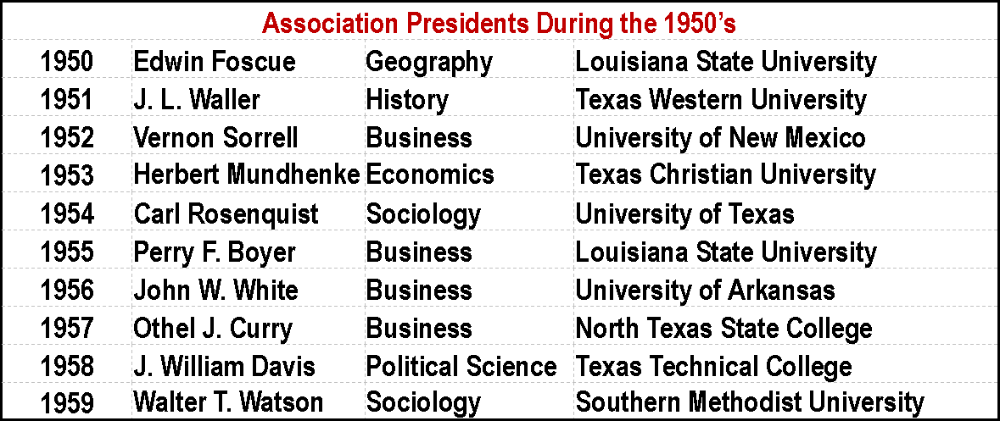 Association Presidents During the 1950’s
1950 Edwin Foscue Geography Louisiana State University
1951 J. L. Waller History Texas Western University
1952 Vernon Sorrell Business University of New Mexico
1953 Herbert Mundhenke Economics Texas Christian University
1954 Carl Rosenquist Sociology University of Texas
1955 Perry F. Boyer Business Louisiana State University
1956 John W. White Business University of Arkansas
1957 Othel J. Curry Business North Texas State College
1958 J. William Davis Political Science Texas Technical College
1959 Walter T. Watson Sociology Southern Methodist University